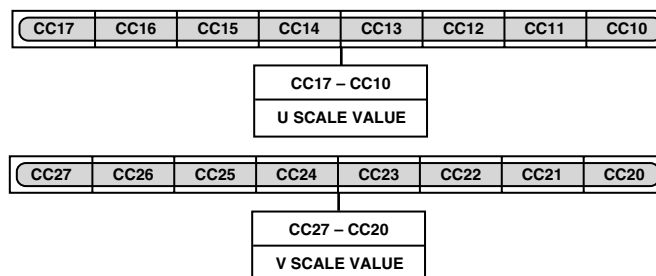 CC17 CC16 CC15 CC14 CC13 CC12 CC11 CC10
CC17 – CC10
U SCALE VALUE
CC27 CC26 CC25 CC24 CC23 CC22 CC21 CC20
CC27 – CC20
V SCALE VALUE